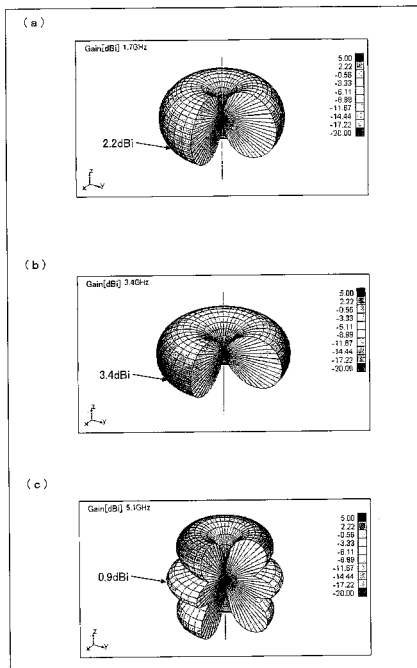 (a)
Gain[dBi] 1.7GHz
5.00
2.22
-0.56
-3.33
-6.11
-8.89
-11.67
-14.44
-17.22
-20.00
2.2dBi
Z
X
Y
(b)
Gain[dBi] 3.4GHz
5.00
2.22
-0.56
-3.33
-6.11
-8.89
-11.67
-14.44
-17.22
-20.00
3.4dBi
Z
X
Y
(c)
Gain[dBi] 5.1GHz
5.00
2.22
-0.56
-3.33
-6.11
-8.89
-11.67
-14.44
-17.22
-20.00
0.9dBi
Z
X
Y